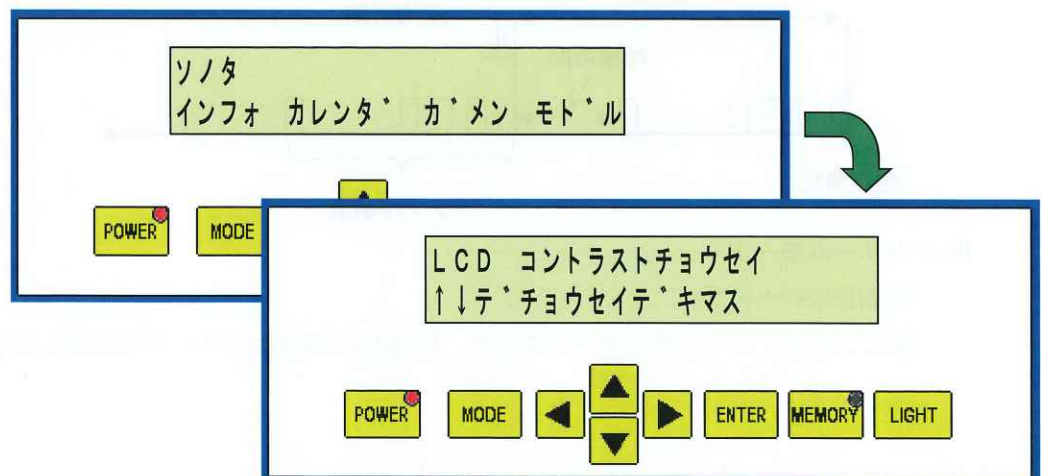 ソノタ
インフォ カレンタ゛ カ゛メン モト゛ル
POWER
MODE
LCD コントラストチョウセイ
↑↓テ゛チョウセイテ゛キマス
POWER
MODE
ENTER
MEMORY
LIGHT